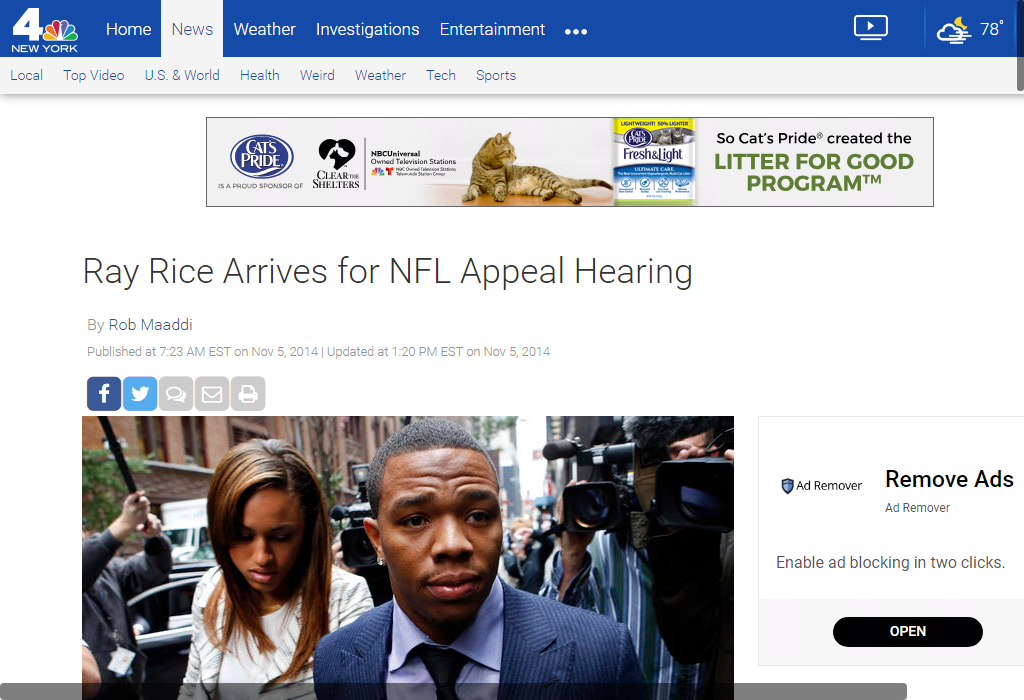 4
NEW YORK
Home
News
Weather
Investigations
Entertainment
78°
Local
Top Video
U.S. & World
Health
Weird
Weather
Tech
Sports
CAT'S PRIDE
IS A PROUD SPONSOR OF
CLEAR THE
SHELTERS
NBCUniversal
Owned Television Stations
NBC Owned Television Stations
Telemundo Station Group
LIGHTWEIGHT! 50% LIGHTER
CAT'S PRIDE
Fresh&Light
ULTIMATE CARE
So Cat's Pride® created the
LITTER FOR GOOD
PROGRAM™
Ray Rice Arrives for NFL Appeal Hearing
By Rob Maaddi
Published at 7:23 AM EST on Nov 5, 2014 | Updated at 1:20 PM EST on Nov 5, 2014
Ad Remover
Remove Ads
Ad Remover
Enable ad blocking in two clicks.
OPEN